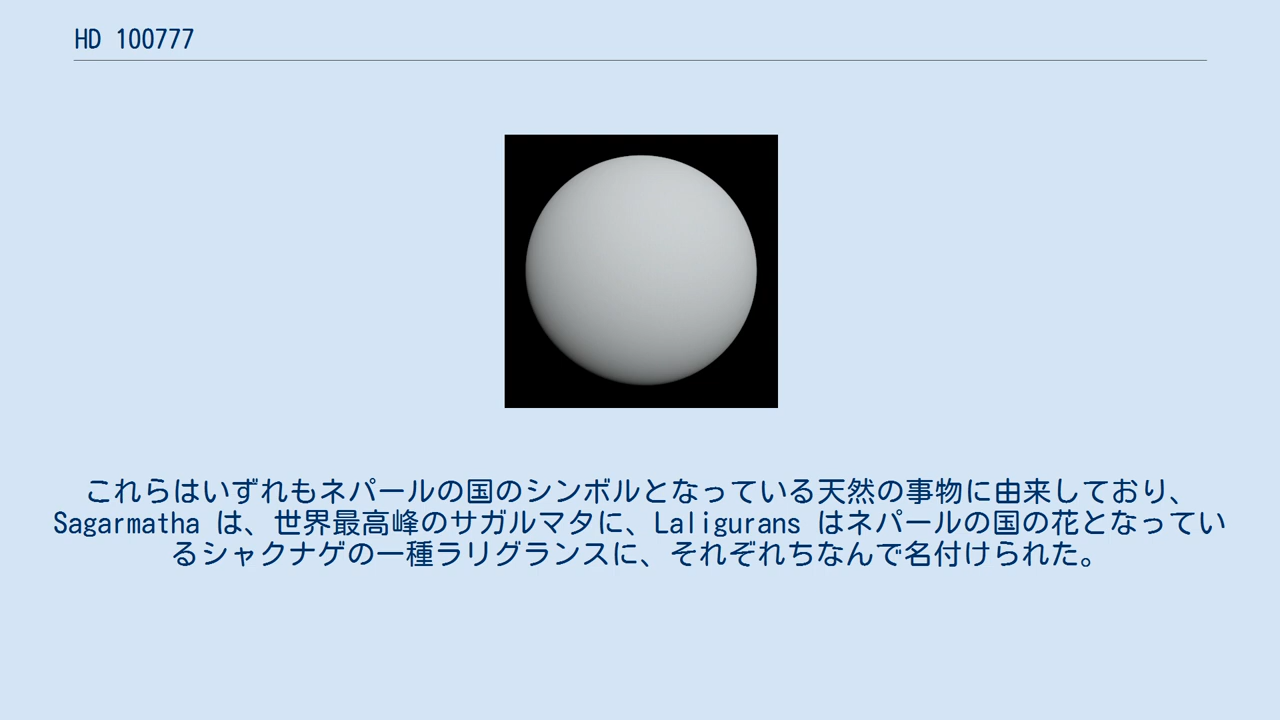 HD 100777
これらはいずれもネパールの国のシンボルとなっている天然の事物に由来しており、
Sagarmatha は、世界最高峰のサガルマタに、Laligurans はネパールの国の花となってい
るシャクナゲの一種ラリグランスに、それぞれちなんで名付けられた。